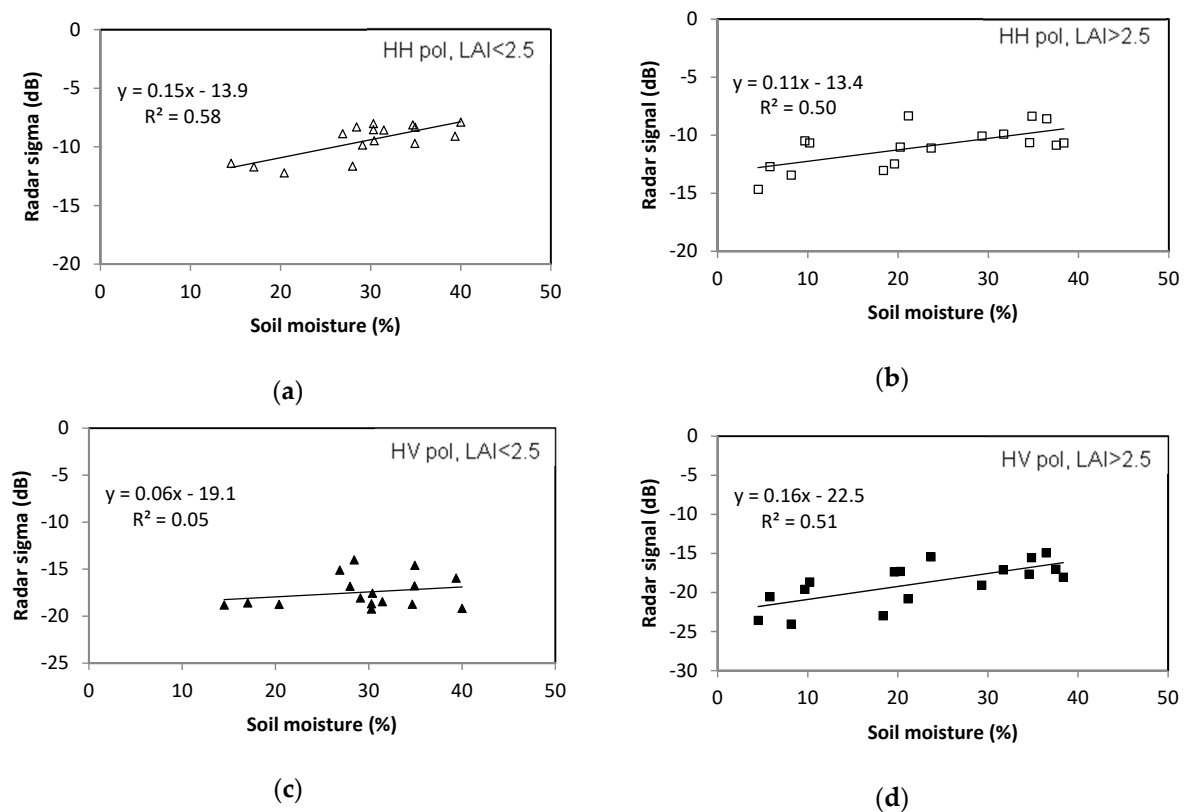 HH pol, LAI<2.5
y = 0.15x - 13.9
R² = 0.58
Radar sigma (dB)
0
-5
-10
-15
-20
0 10 20 30 40 50
Soil moisture (%)
(a)
HH pol, LAI>2.5
y = 0.11x - 13.4
R² = 0.50
Radar signal (dB)
0
-5
-10
-15
-20
0 10 20 30 40 50
Soil moisture (%)
(b)
HV pol, LAI<2.5
y = 0.06x - 19.1
R² = 0.05
Radar sigma (dB)
0
-5
-10
-15
-20
-25
0 10 20 30 40 50
Soil moisture (%)
(c)
HV pol, LAI>2.5
y = 0.16x - 22.5
R² = 0.51
Radar signal (dB)
0
-5
-10
-15
-20
-25
-30
0 10 20 30 40 50
Soil moisture (%)
(d)